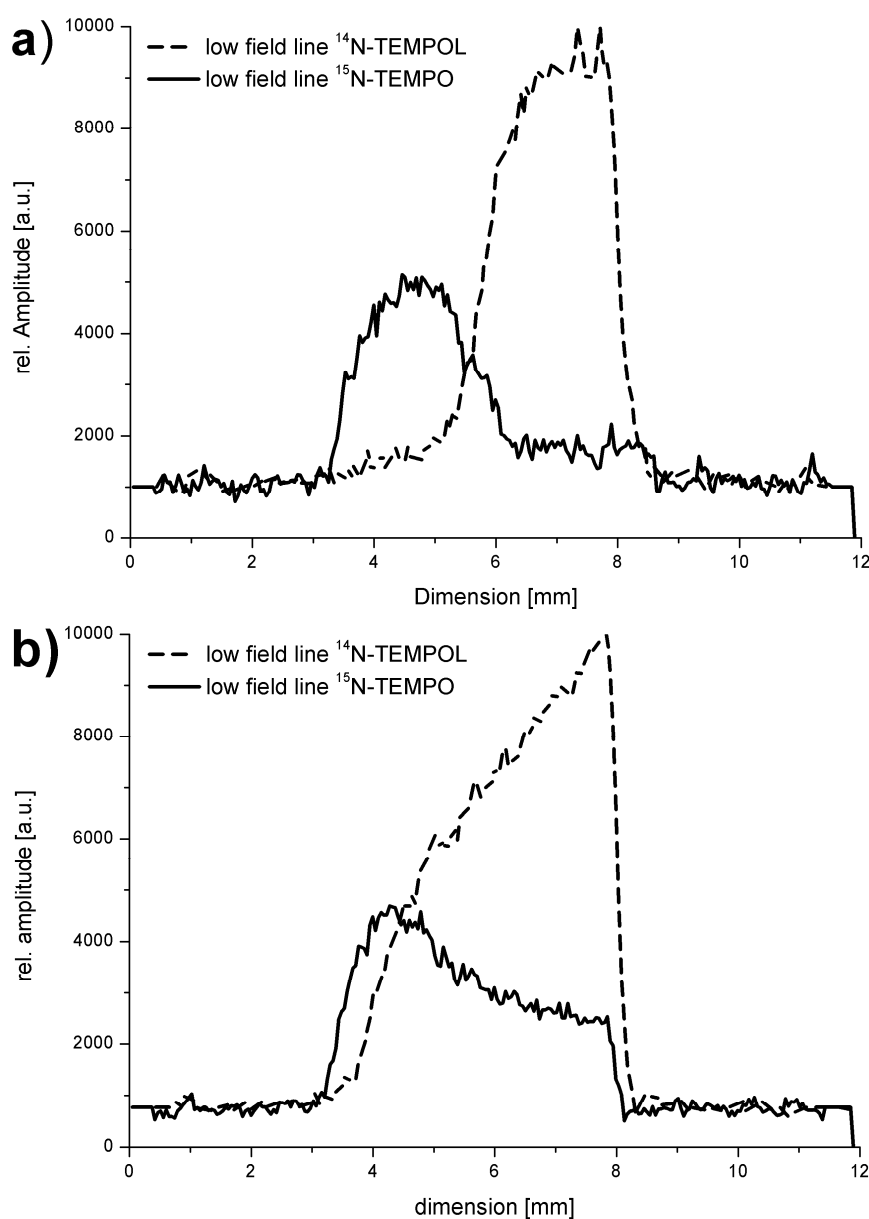 a)
low field line ¹⁴N-TEMPOL
low field line ¹⁵N-TEMPO
rel. Amplitude [a.u.]
10000
8000
6000
4000
2000
0
0 2 4 6 8 10 12
Dimension [mm]
b)
low field line ¹⁴N-TEMPOL
low field line ¹⁵N-TEMPO
rel. amplitude [a.u.]
10000
8000
6000
4000
2000
0
0 2 4 6 8 10 12
dimension [mm]